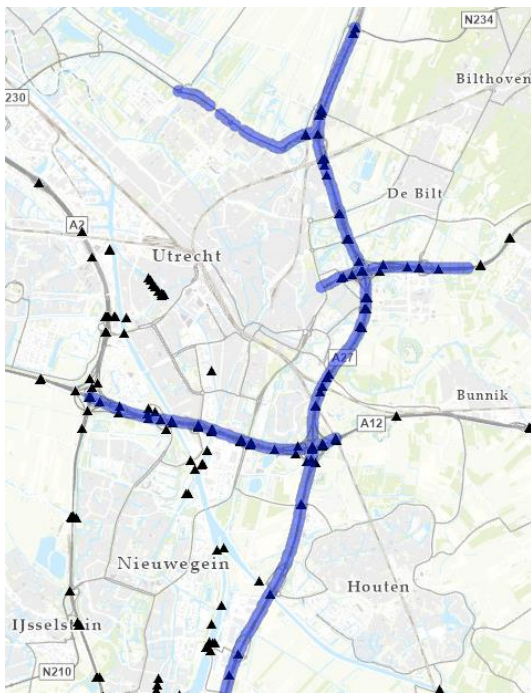 N234
Bilthoven
230
De Bilt
A2
Utrecht
A27
Bunnik
A12
Nieuwegein
Houten
IJsselstein
N210